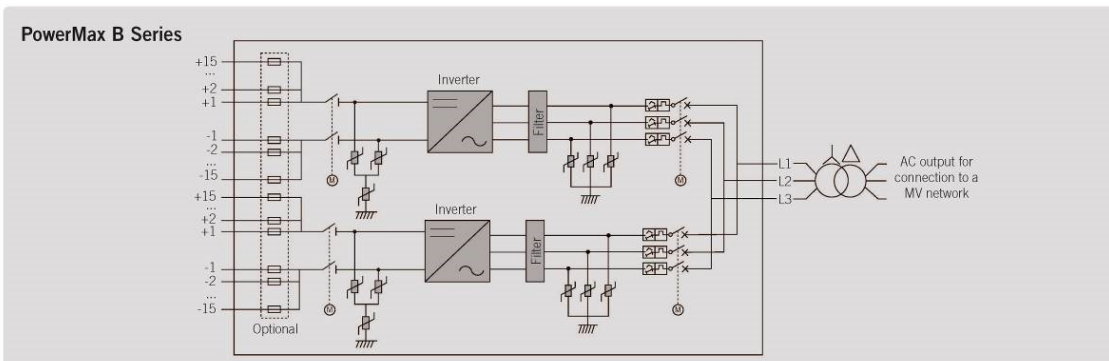 PowerMax B Series
+15
...
+2
+1
-1
-2
...
-15
+15
...
+2
+1
-1
-2
...
-15
Optional
Inverter
Filter
M
M
Inverter
Filter
M
M
L1
L2
L3
AC output for
connection to a
MV network